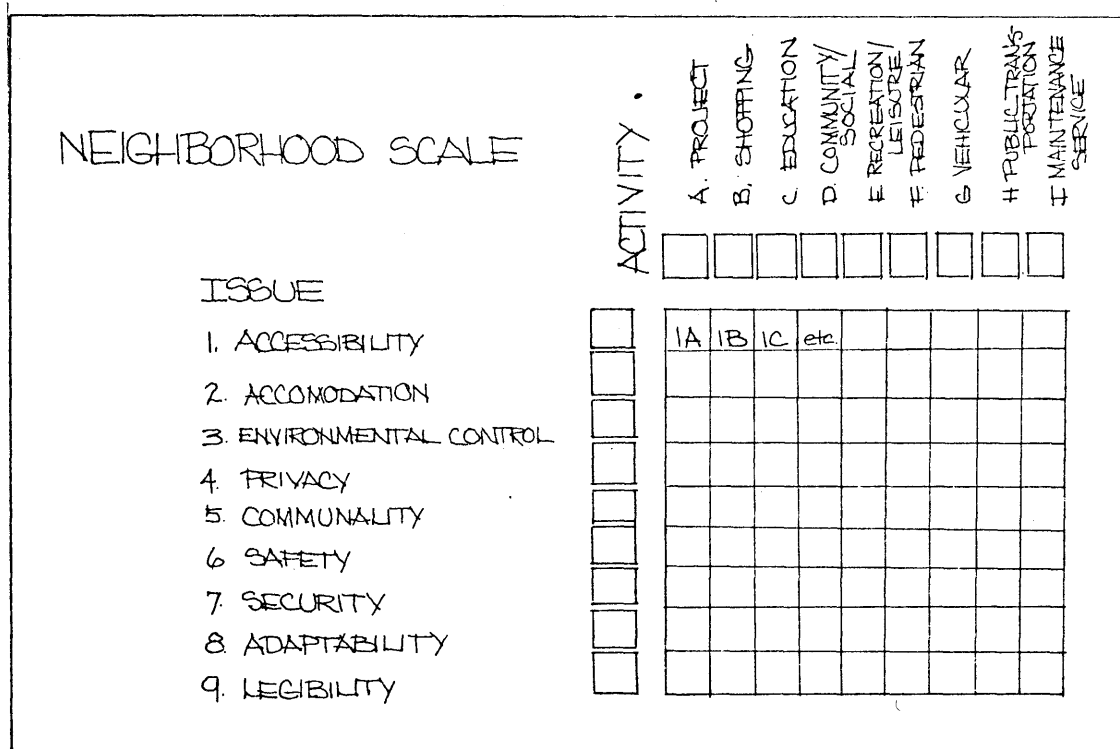 NEIGHBORHOOD SCALE
ACTIVITY
A. PROJECT
B. SHOPPING
C EDUCATION
D. COMMUNITY/
SOCIAL
E RECREATION/
LEISURE
F. PEDESTRIAN
G VEHICULAR
H PUBLIC TRANS-
PORTATION
I MAINTENANCE
SERVICE
ISSUE
1. ACCESSIBILITY
2. ACCOMODATION
3. ENVIRONMENTAL CONTROL
4. PRIVACY
5. COMMUNALITY
6 SAFETY
7. SECURITY
8. ADAPTABILITY
9. LEGIBILITY
1A 1B 1C etc.